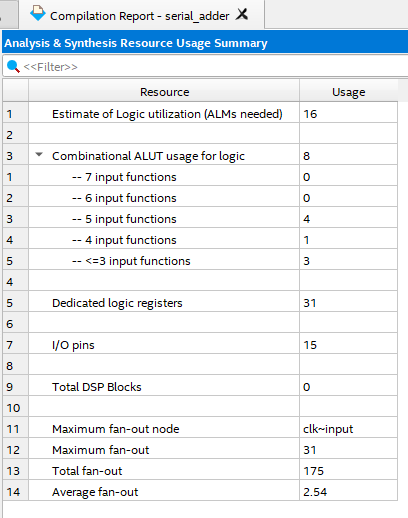 Compilation Report - serial_adder
Analysis & Synthesis Resource Usage Summary
<<Filter>>
Resource Usage
1 Estimate of Logic utilization (ALMs needed) 16
2
3 Combinational ALUT usage for logic 8
1 -- 7 input functions 0
2 -- 6 input functions 0
3 -- 5 input functions 4
4 -- 4 input functions 1
5 -- <=3 input functions 3
4
5 Dedicated logic registers 31
6
7 I/O pins 15
8
9 Total DSP Blocks 0
10
11 Maximum fan-out node clk~input
12 Maximum fan-out 31
13 Total fan-out 175
14 Average fan-out 2.54